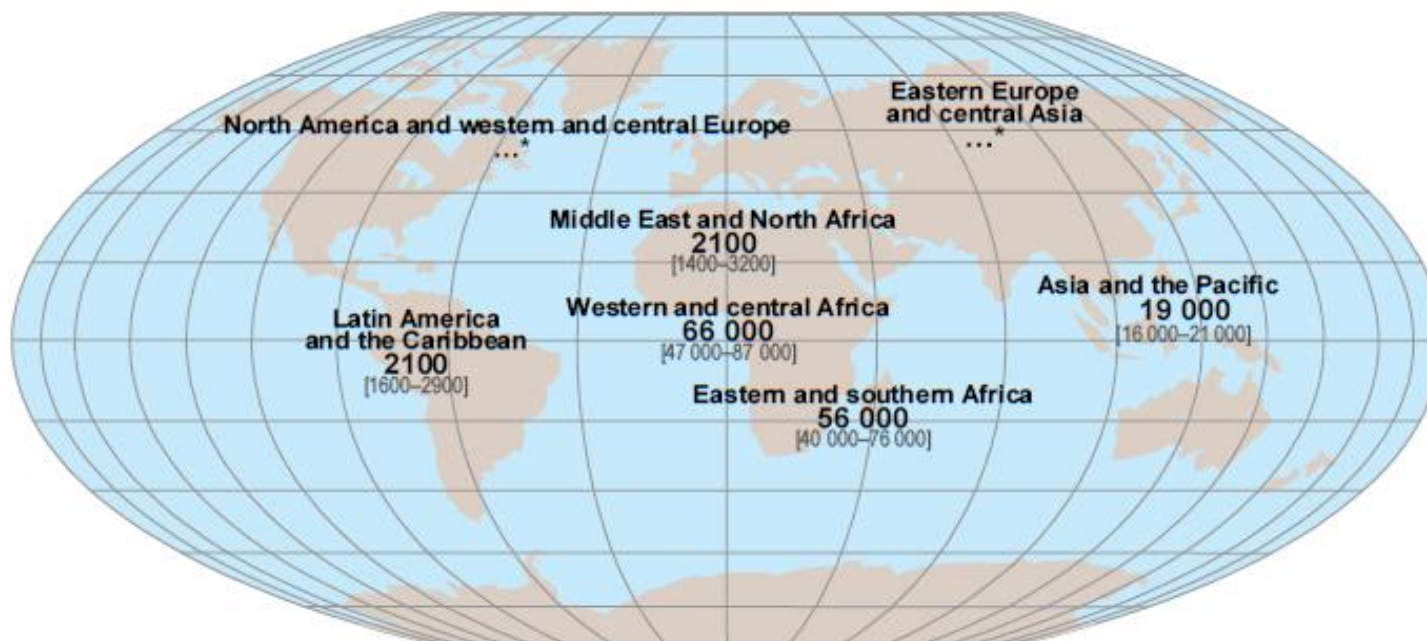 Eastern Europe
and central Asia
...*
North America and western and central Europe
...*
Middle East and North Africa
2100
[1400–3200]
Asia and the Pacific
19 000
[16 000–21 000]
Western and central Africa
66 000
[47 000–87 000]
Latin America
and the Caribbean
2100
[1600–2900]
Eastern and southern Africa
56 000
[40 000–76 000]